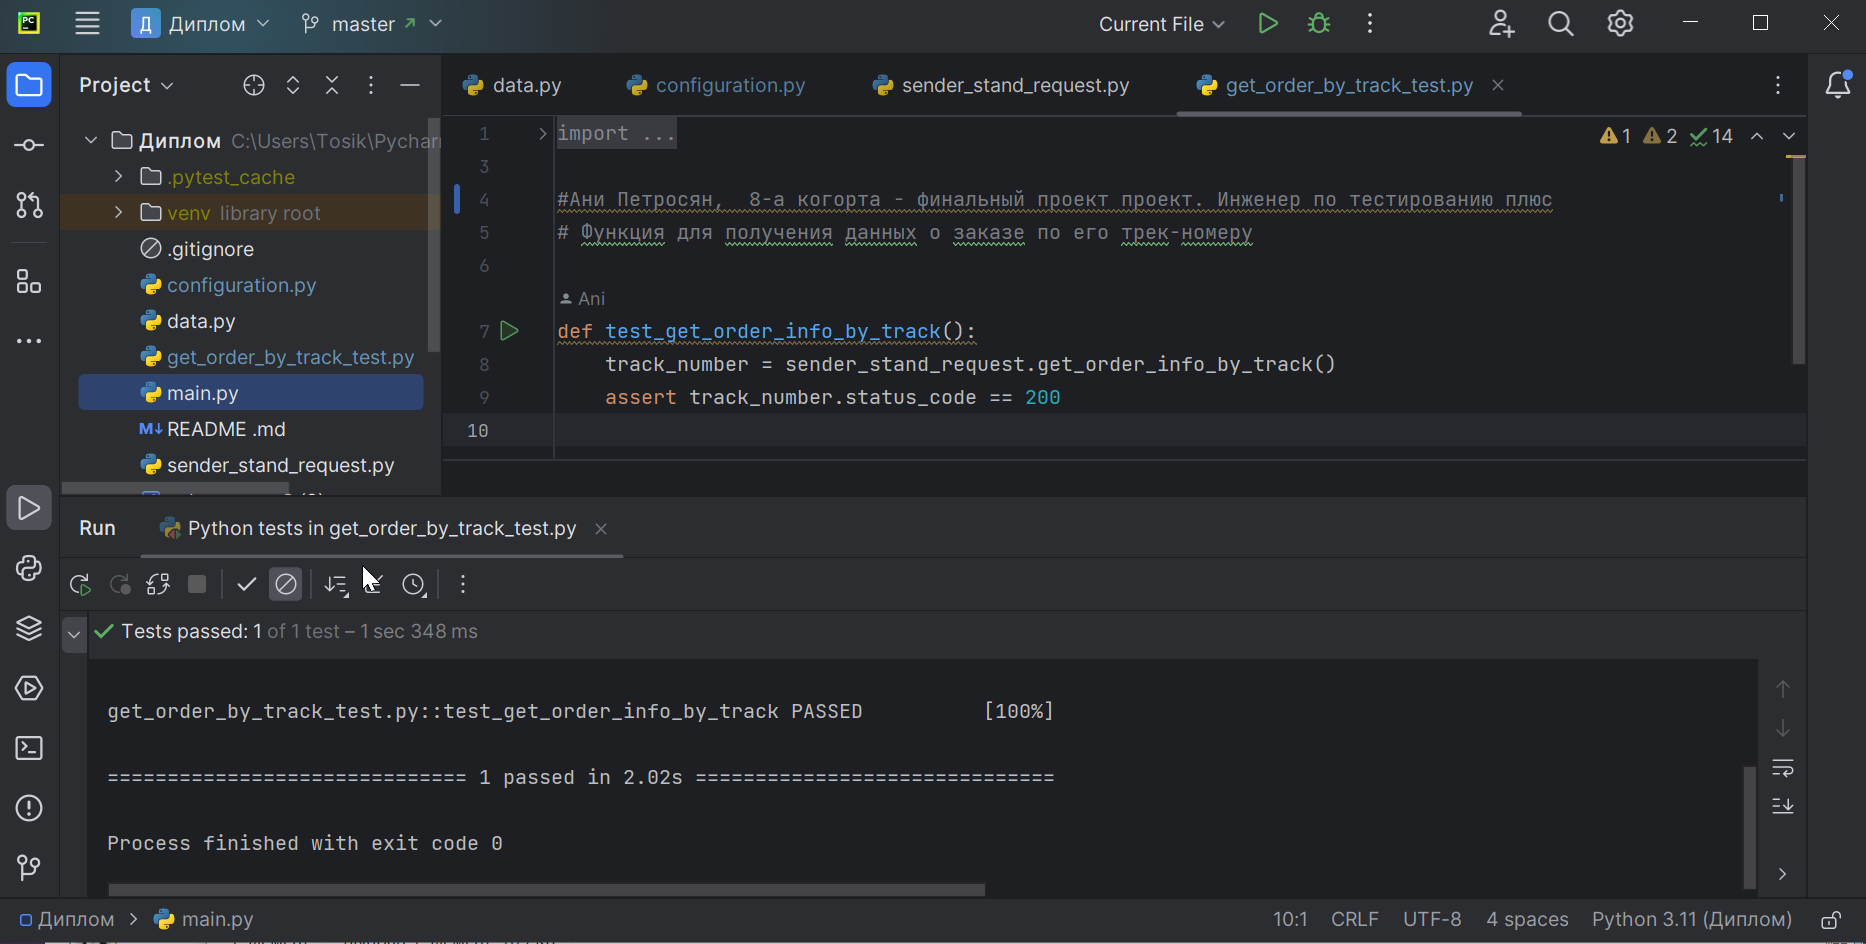 PC
Д Диплом master Current File
Project
data.py configuration.py sender_stand_request.py get_order_by_track_test.py
Диплом C:\Users\Tosik\Pychar
.pytest_cache
venv library root
.gitignore
configuration.py
data.py
get_order_by_track_test.py
main.py
M↓ README .md
sender_stand_request.py
1 import ... 1 2 14
3
4 #Ани Петросян, 8-а когорта - финальный проект проект. Инженер по тестированию плюс
5 # Функция для получения данных о заказе по его трек-номеру
6
Ani
7 def test_get_order_info_by_track():
8 track_number = sender_stand_request.get_order_info_by_track()
9 assert track_number.status_code == 200
10
Run Python tests in get_order_by_track_test.py
Tests passed: 1 of 1 test – 1 sec 348 ms
get_order_by_track_test.py::test_get_order_info_by_track PASSED [100%]
============================== 1 passed in 2.02s ==============================
Process finished with exit code 0
Диплом > main.py 10:1 CRLF UTF-8 4 spaces Python 3.11 (Диплом)